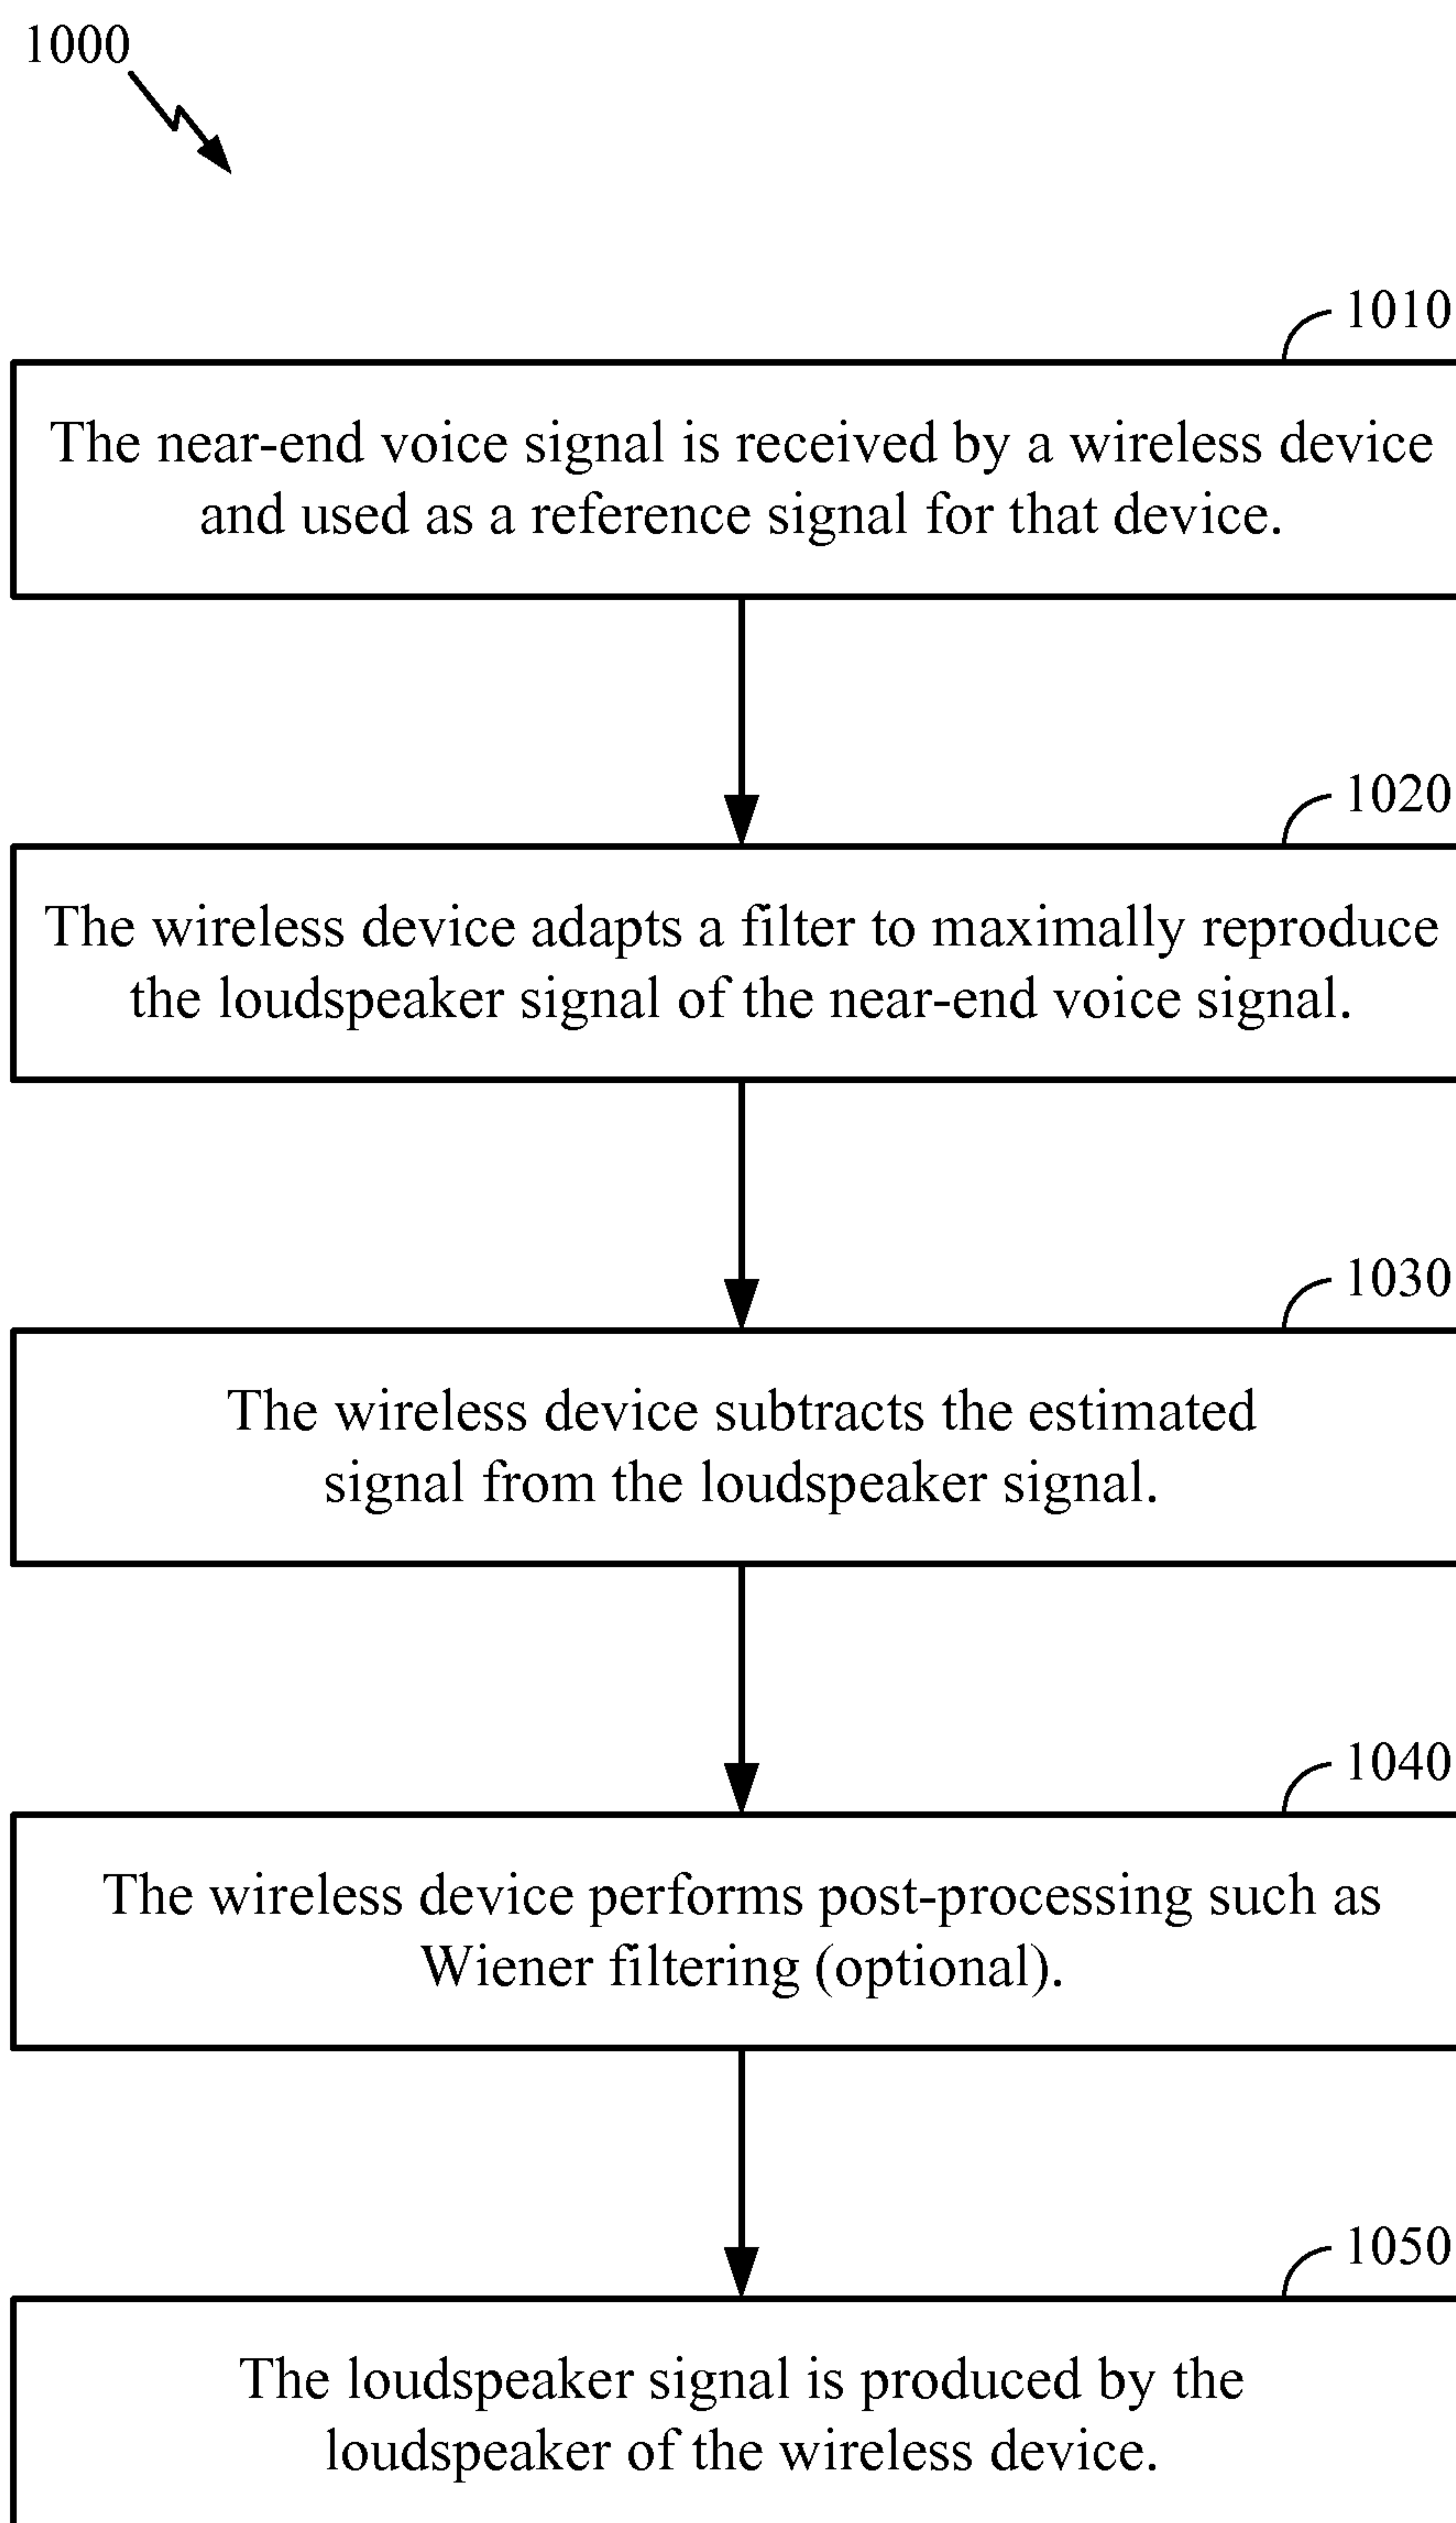 1000
1010
The near-end voice signal is received by a wireless device
and used as a reference signal for that device.
1020
The wireless device adapts a filter to maximally reproduce
the loudspeaker signal of the near-end voice signal.
1030
The wireless device subtracts the estimated
signal from the loudspeaker signal.
1040
The wireless device performs post-processing such as
Wiener filtering (optional).
1050
The loudspeaker signal is produced by the
loudspeaker of the wireless device.